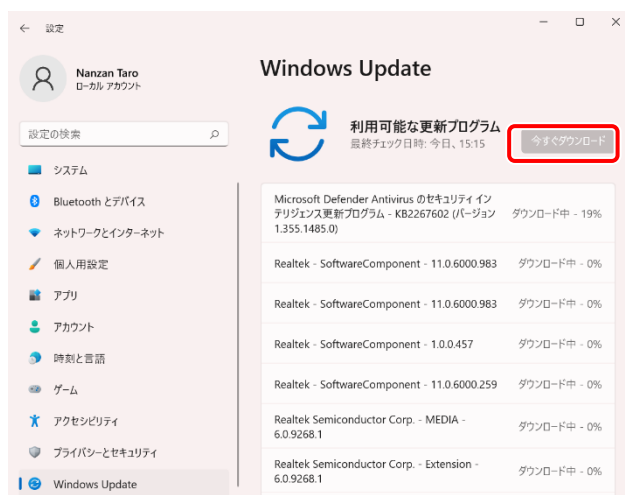 設定
Nanzan Taro
ローカル アカウント
設定の検索
システム
Bluetooth とデバイス
ネットワークとインターネット
個人用設定
アプリ
アカウント
時刻と言語
ゲーム
アクセシビリティ
プライバシーとセキュリティ
Windows Update
Windows Update
利用可能な更新プログラム
最終チェック日時: 今日、15:15
今すぐダウンロード
Microsoft Defender Antivirus のセキュリティ イン
テリジェンス更新プログラム - KB2267602 (バージョン
1.355.1485.0)
ダウンロード中 - 19%
Realtek - SoftwareComponent - 11.0.6000.983
ダウンロード中 - 0%
Realtek - SoftwareComponent - 11.0.6000.983
ダウンロード中 - 0%
Realtek - SoftwareComponent - 1.0.0.457
ダウンロード中 - 0%
Realtek - SoftwareComponent - 11.0.6000.259
ダウンロード中 - 0%
Realtek Semiconductor Corp. - MEDIA -
6.0.9268.1
ダウンロード中 - 0%
Realtek Semiconductor Corp. - Extension -
6.0.9268.1
ダウンロード中 - 0%